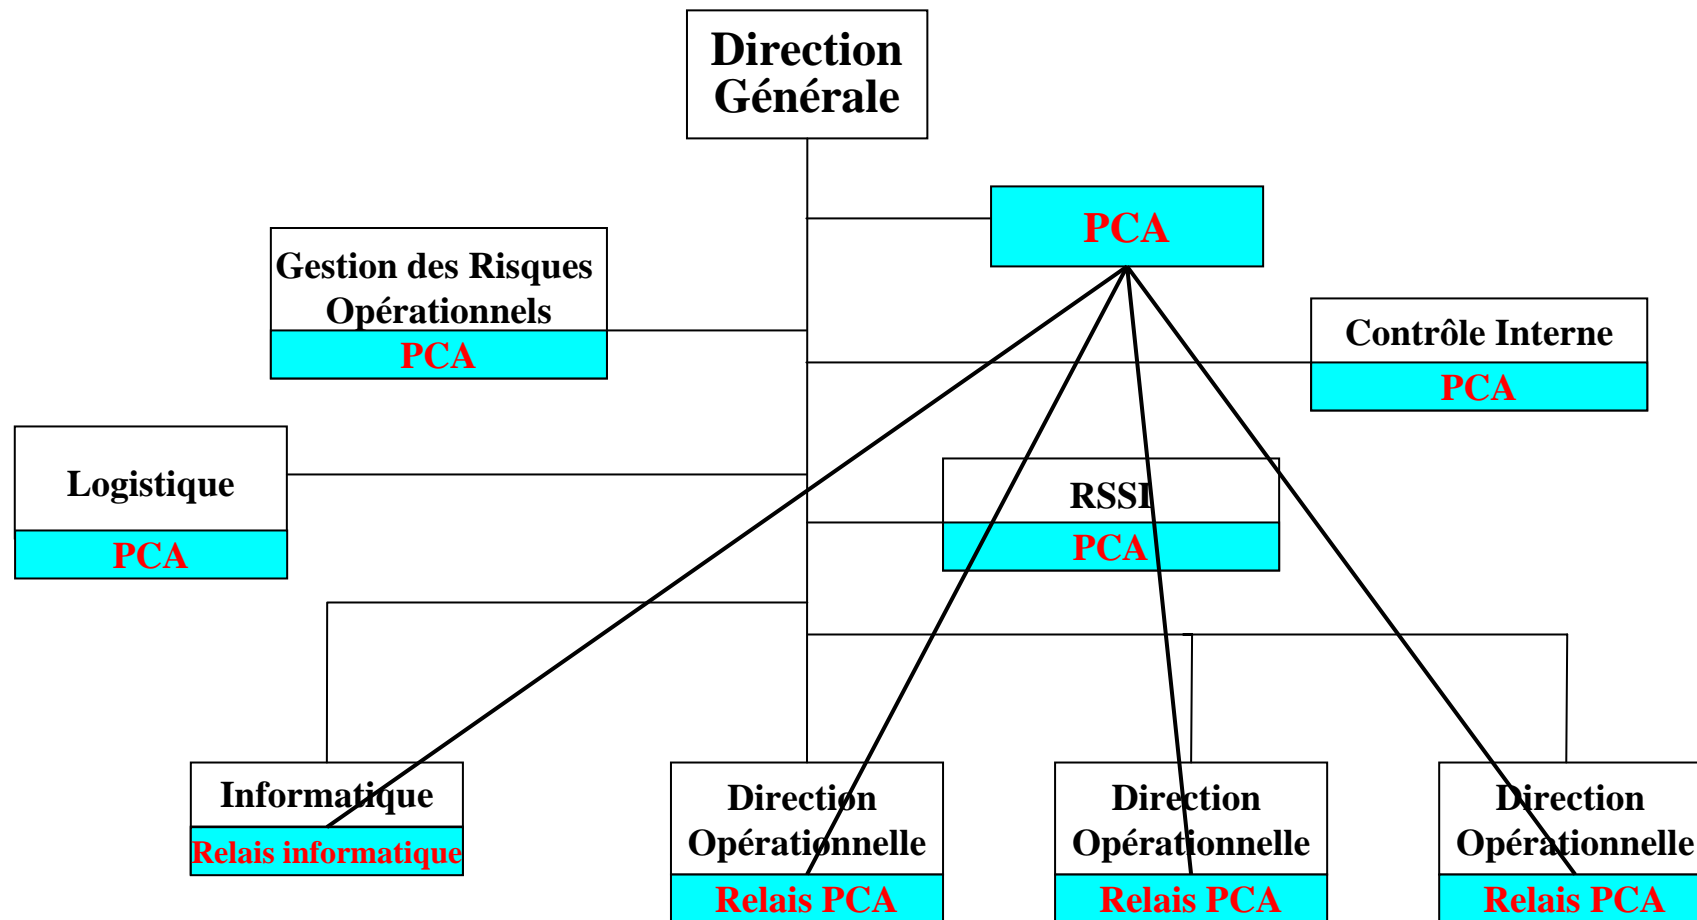 Direction
Générale
PCA
Gestion des Risques
Opérationnels
PCA
Contrôle Interne
PCA
Logistique
PCA
RSSI
PCA
Informatique
Relais informatique
Direction
Opérationnelle
Relais PCA
Direction
Opérationnelle
Relais PCA
Direction
Opérationnelle
Relais PCA